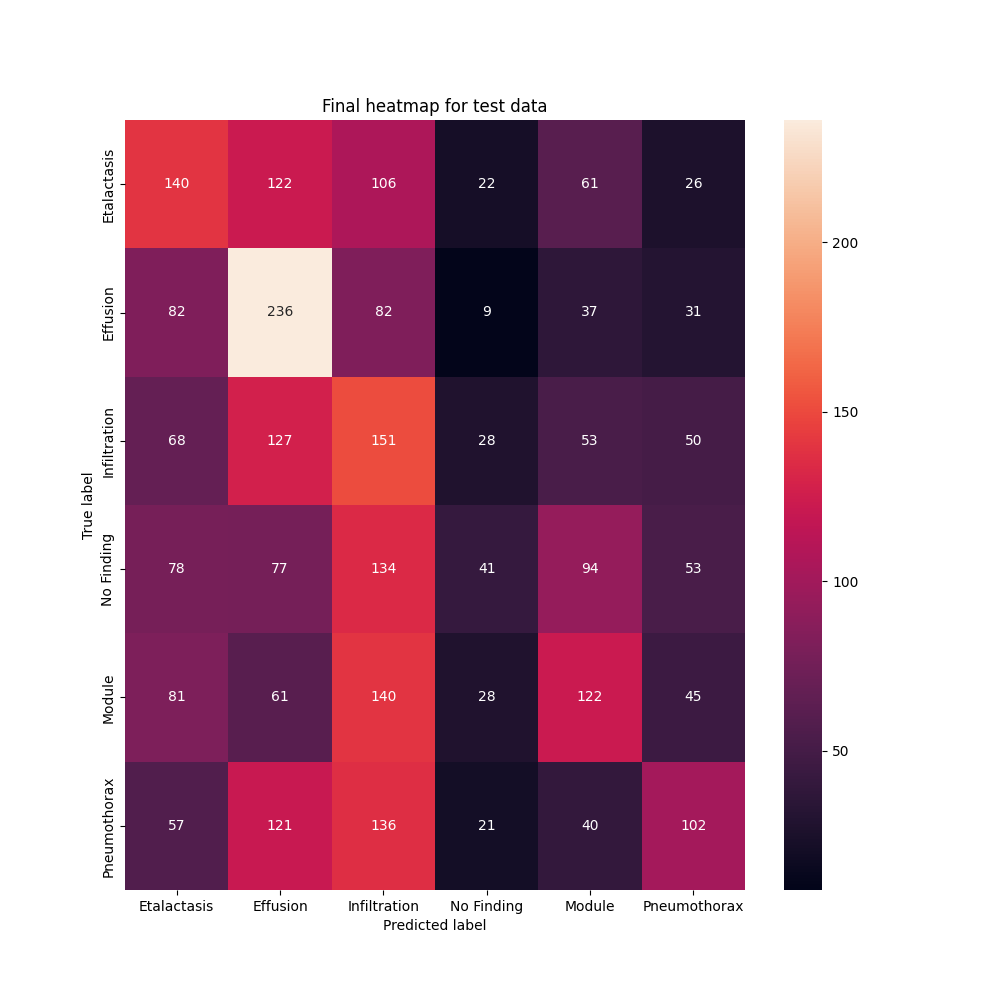 Final heatmap for test data
True label
Etalactasis 140 122 106 22 61 26
Effusion 82 236 82 9 37 31
Infiltration 68 127 151 28 53 50
No Finding 78 77 134 41 94 53
Module 81 61 140 28 122 45
Pneumothorax 57 121 136 21 40 102
Etalactasis Effusion Infiltration No Finding Module Pneumothorax
Predicted label
200
150
100
50